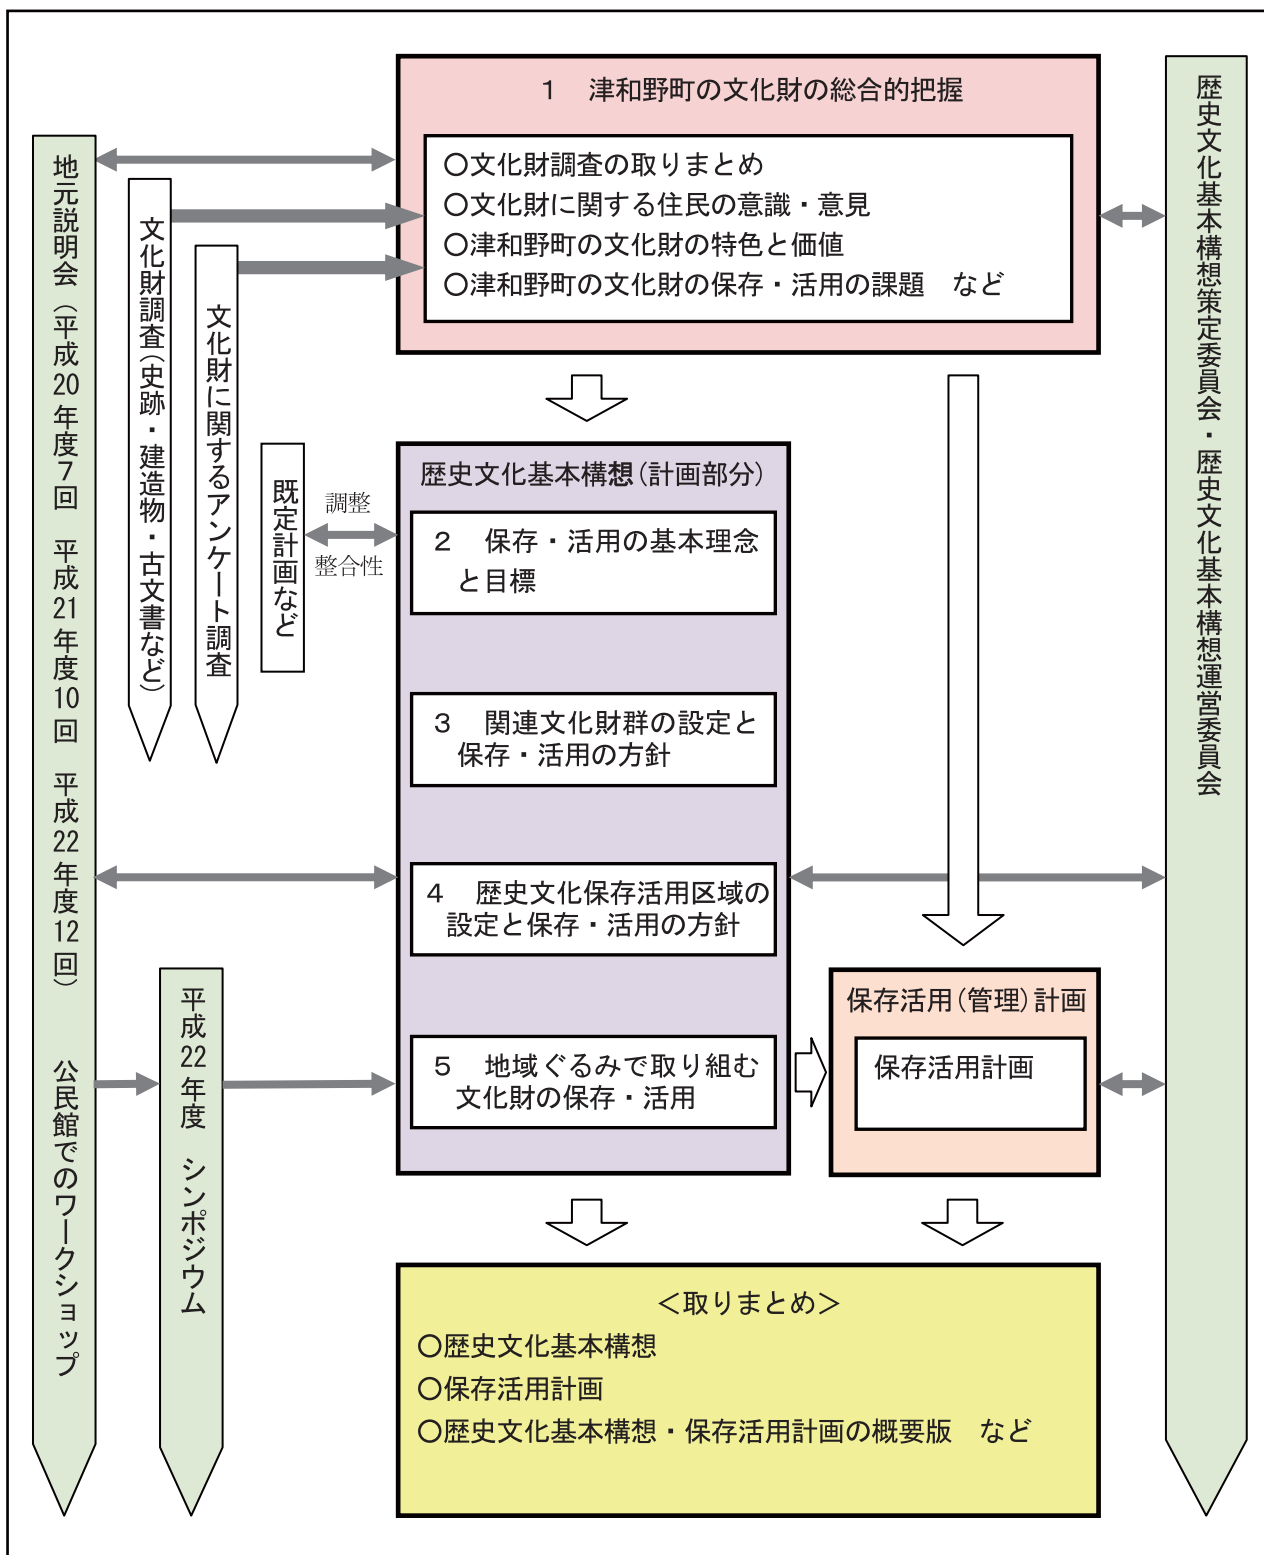 1　津和野町の文化財の総合的把握
○文化財調査の取りまとめ
○文化財に関する住民の意識・意見
○津和野町の文化財の特色と価値
○津和野町の文化財の保存・活用の課題　など
地元説明会（平成20年度7回　平成21年度10回　平成22年度12回）　公民館でのワークショップ
文化財調査（史跡・建造物・古文書など）
文化財に関するアンケート調査
既定計画など
調整
整合性
歴史文化基本構想（計画部分）
2　保存・活用の基本理念
と目標
3　関連文化財群の設定と
保存・活用の方針
4　歴史文化保存活用区域の
設定と保存・活用の方針
5　地域ぐるみで取り組む
文化財の保存・活用
平成22年度　シンポジウム
保存活用（管理）計画
保存活用計画
歴史文化基本構想策定委員会・歴史文化基本構想運営委員会
＜取りまとめ＞
○歴史文化基本構想
○保存活用計画
○歴史文化基本構想・保存活用計画の概要版　など